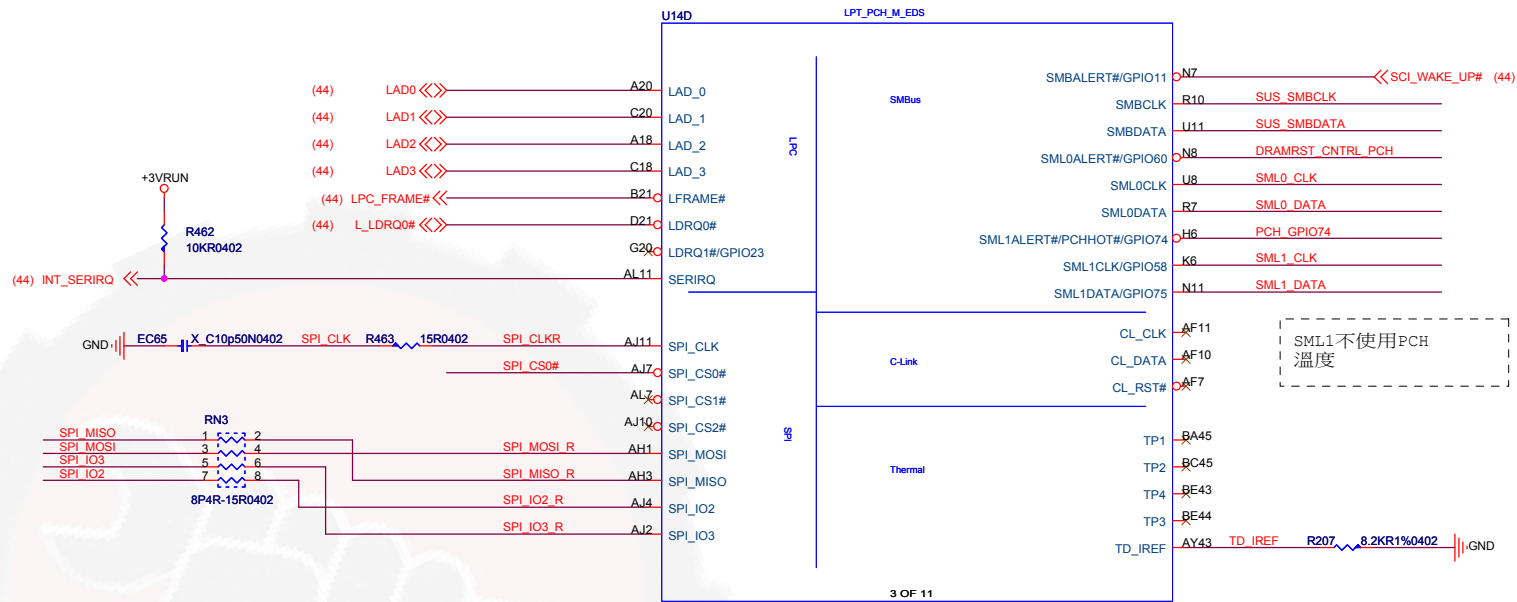 U14D LPT_PCH_M_EDS
(44) LAD0 A20 LAD_0
(44) LAD1 C20 LAD_1
(44) LAD2 A18 LAD_2
(44) LAD3 C18 LAD_3
(44) LPC_FRAME# B21 LFRAME#
(44) L_LDRQ0# D21 LDRQ0#
G20 LDRQ1#/GPIO23
(44) INT_SERIRQ AL11 SERIRQ
+3VRUN
R462
10KR0402
LPC
GND EC65 X_C10p50N0402 SPI_CLK R463 15R0402 SPI_CLKR AJ11 SPI_CLK
SPI_CS0# AJ7 SPI_CS0#
AL7 SPI_CS1#
AJ10 SPI_CS2#
RN3
SPI_MISO 1 2
SPI_MOSI 3 4 SPI_MOSI_R AH1 SPI_MOSI
SPI_IO3 5 6 SPI_MISO_R AH3 SPI_MISO
SPI_IO2 7 8 SPI_IO2_R AJ4 SPI_IO2
8P4R-15R0402
SPI_IO3_R AJ2 SPI_IO3
SPI
SMBus
SMBALERT#/GPIO11 N7 SCI_WAKE_UP# (44)
SMBCLK R10 SUS_SMBCLK
SMBDATA U11 SUS_SMBDATA
SML0ALERT#/GPIO60 N8 DRAMRST_CNTRL_PCH
SML0CLK U8 SML0_CLK
SML0DATA R7 SML0_DATA
SML1ALERT#/PCHHOT#/GPIO74 H6 PCH_GPIO74
SML1CLK/GPIO58 K6 SML1_CLK
SML1DATA/GPIO75 N11 SML1_DATA
C-Link
CL_CLK AF11
CL_DATA AF10
CL_RST# AF7
SML1不使用PCH
溫度
Thermal
TP1 BA45
TP2 BC45
TP4 BE43
TP3 BE44
TD_IREF AY43 TD_IREF R207 8.2KR1%0402 GND
3 OF 11